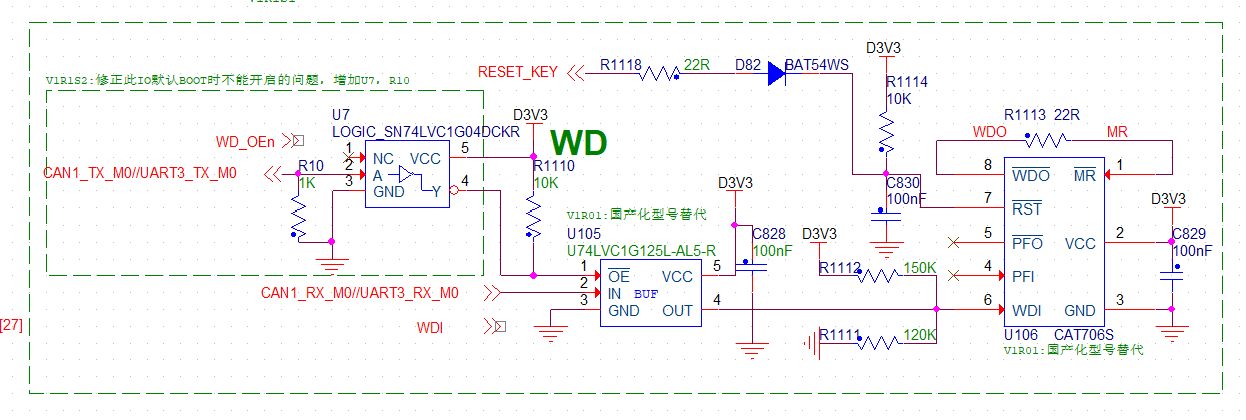 RESET_KEY
R1118
22R
D82
BAT54WS
D3V3
R1114
10K
V1R1S2:修正此IO默认BOOT时不能开启的问题，增加U7，R10
U7
LOGIC_SN74LVC1G04DCKR
D3V3
WD
WD_OEn
CAN1_TX_M0//UART3_TX_M0
R10
1K
1 NC VCC 5
2 A
3 GND Y 4
R1110
10K
R1113 22R
WDO
MR
8 WDO MR 1
7 RST
5 PFO VCC 2
4 PFI
6 WDI GND 3
U106 CAT706S
V1R01:国产化型号替代
C830
100nF
D3V3
C829
100nF
D3V3
V1R01:国产化型号替代
U105
U74LVC1G125L-AL5-R
C828
100nF
D3V3
1 OE VCC 5
2 IN BUF
3 GND OUT 4
R1112
150K
R1111
120K
CAN1_RX_M0//UART3_RX_M0
WDI
[27]